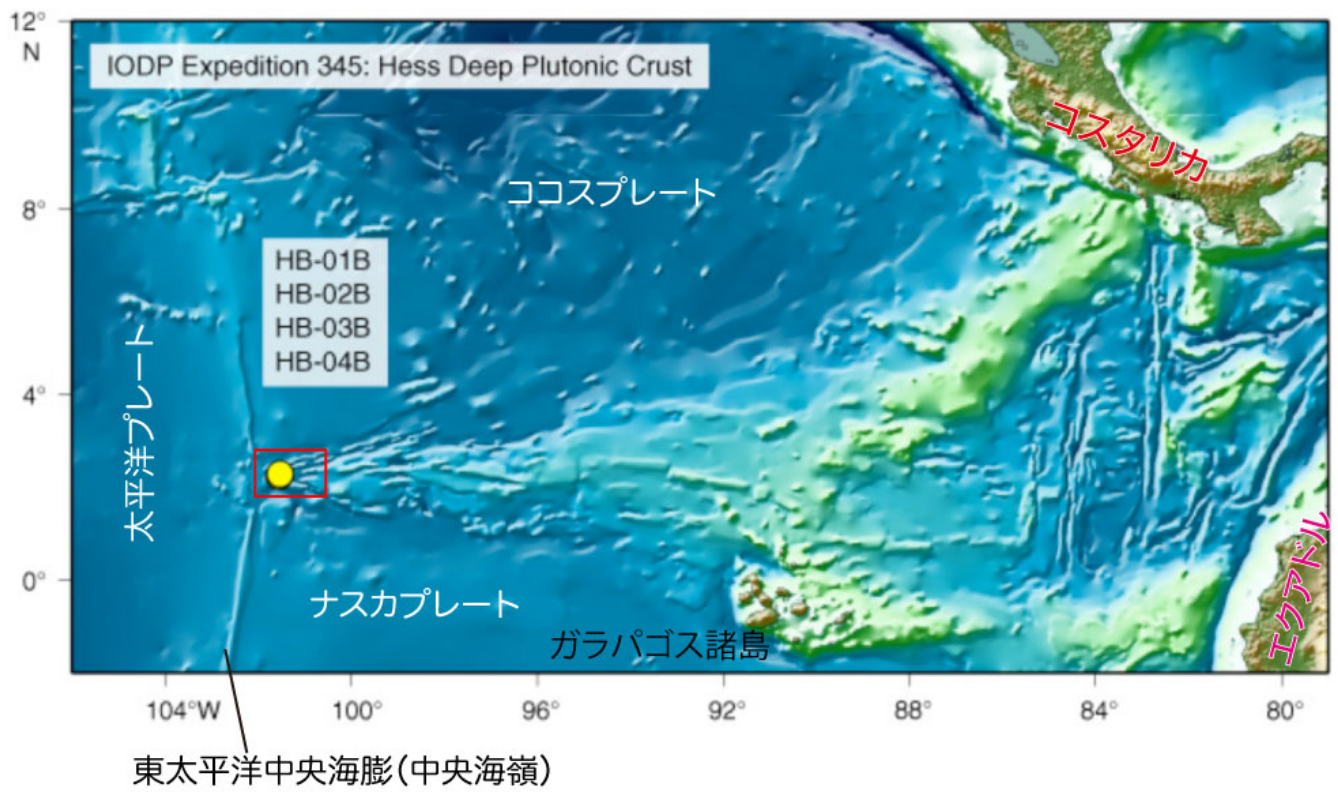 12°
N
IODP Expedition 345: Hess Deep Plutonic Crust
コスタリカ
ココスプレート
8°
HB-01B
HB-02B
HB-03B
HB-04B
太平洋プレート
4°
エクアドル
0°
ナスカプレート
ガラパゴス諸島
104°W 100° 96° 92° 88° 84° 80°
東太平洋中央海膨(中央海嶺)